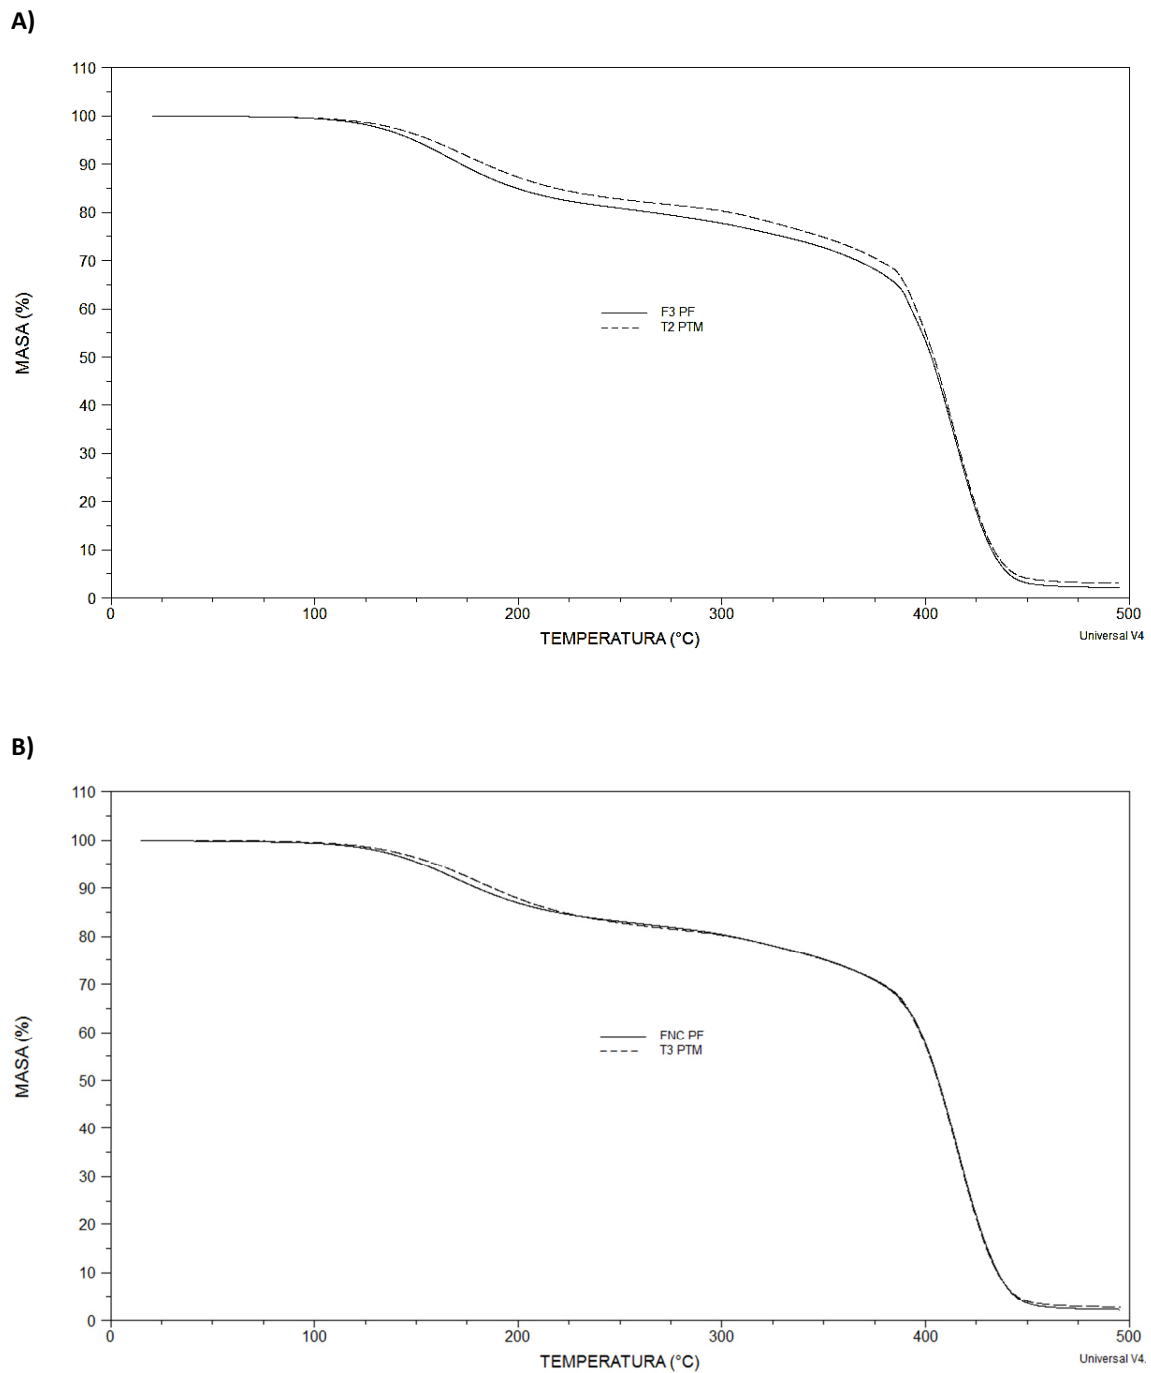 A)
110
100
90
80
70
60
50
40
30
20
10
0
MASA (%)
F3 PF
T2 PTM
0 100 200 300 400 500
TEMPERATURA (°C)
Universal V4
B)
110
100
90
80
70
60
50
40
30
20
10
0
MASA (%)
FNC PF
T3 PTM
0 100 200 300 400 500
TEMPERATURA (°C)
Universal V4.